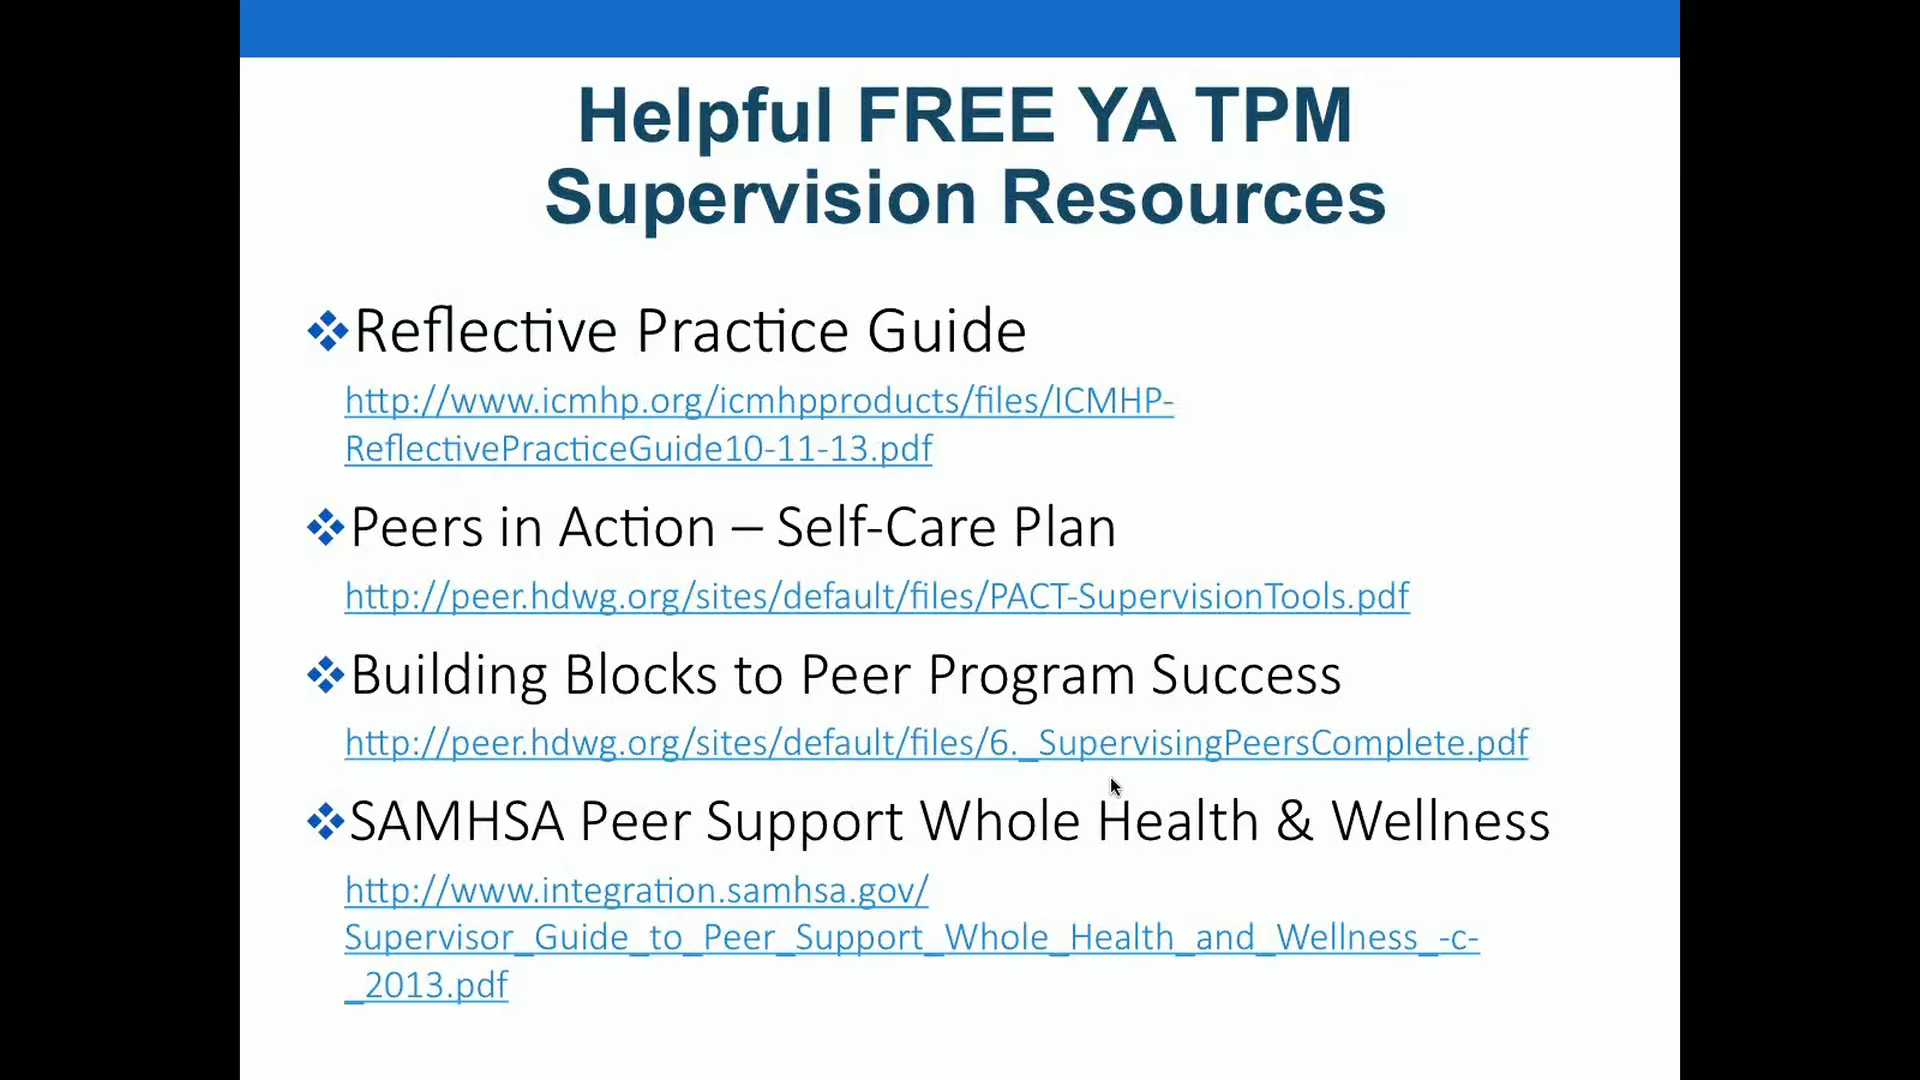 Helpful FREE YA TPM
Supervision Resources
Reflective Practice Guide
http://www.icmhp.org/icmhpproducts/files/ICMHP-
ReflectivePracticeGuide10-11-13.pdf
Peers in Action – Self-Care Plan
http://peer.hdwg.org/sites/default/files/PACT-SupervisionTools.pdf
Building Blocks to Peer Program Success
http://peer.hdwg.org/sites/default/files/6._SupervisingPeersComplete.pdf
SAMHSA Peer Support Whole Health & Wellness
http://www.integration.samhsa.gov/
Supervisor_Guide_to_Peer_Support_Whole_Health_and_Wellness_-c-
_2013.pdf